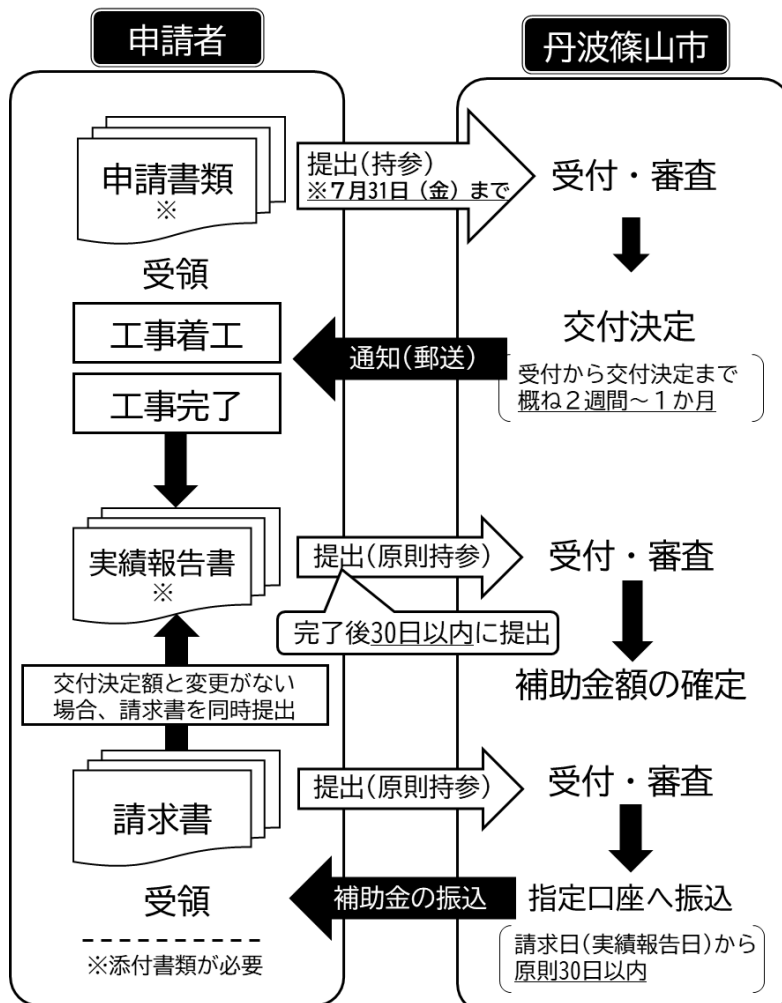 申請者
丹波篠山市
申請書類
※
提出(持参)
※７月31日（金）まで
受付・審査
受領
工事着工
通知(郵送)
交付決定
受付から交付決定まで
概ね２週間～１か月
工事完了
実績報告書
※
提出(原則持参)
受付・審査
完了後30日以内に提出
交付決定額と変更がない
場合、請求書を同時提出
補助金額の確定
請求書
提出(原則持参)
受付・審査
受領
補助金の振込
指定口座へ振込
請求日(実績報告日)から
原則30日以内
※添付書類が必要